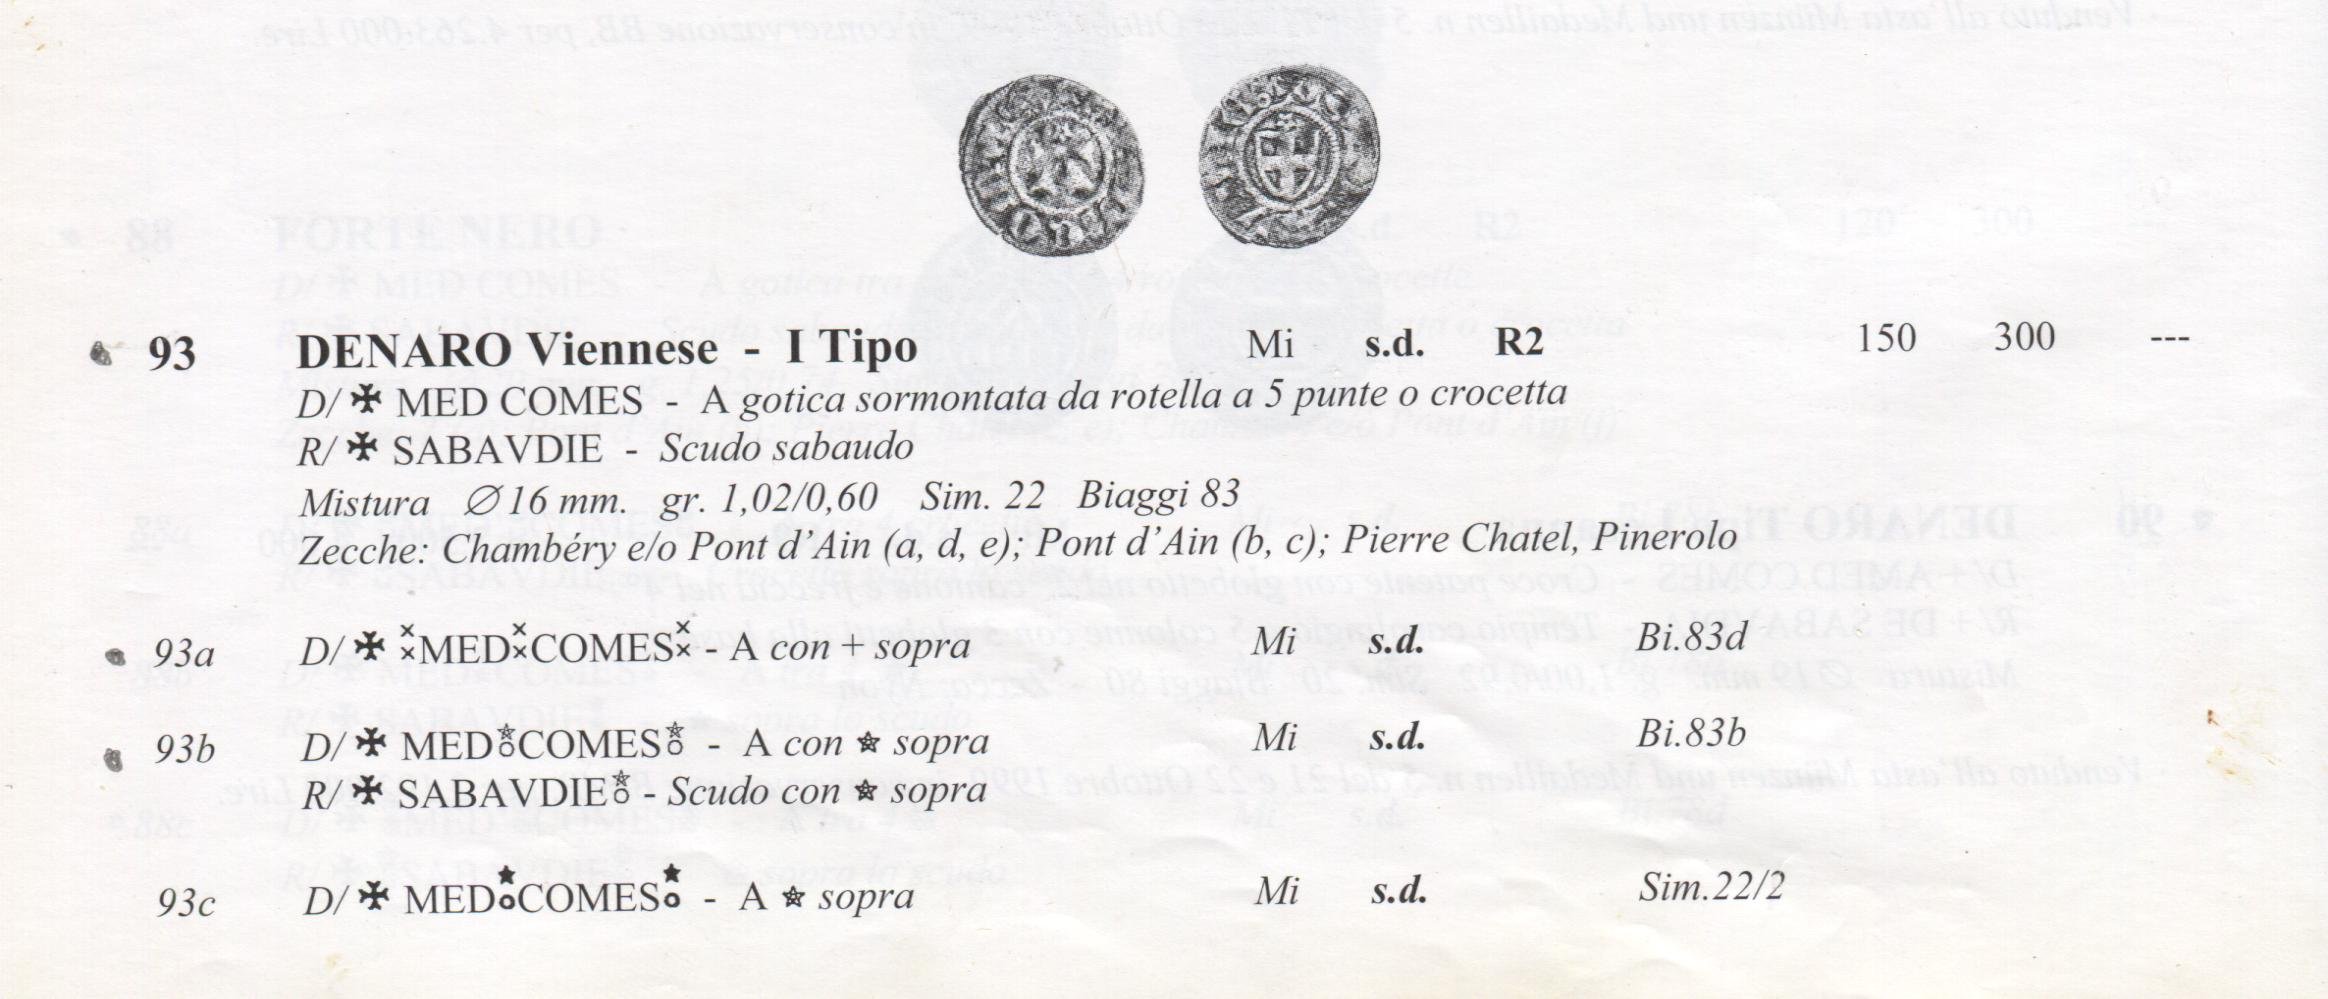 93 DENARO Viennese - I Tipo Mi s.d. R2 150 300 ---
D/ ✠ MED COMES - A gotica sormontata da rotella a 5 punte o crocetta
R/ ✠ SABAVDIE - Scudo sabaudo
Mistura ∅ 16 mm. gr. 1,02/0,60 Sim. 22 Biaggi 83
Zecche: Chambéry e/o Pont d'Ain (a, d, e); Pont d'Ain (b, c); Pierre Chatel, Pinerolo
93a D/ ✠ ×ͯMED×ͯCOMES×ͯ - A con + sopra Mi s.d. Bi.83d
93b D/ ✠ MED☆oCOMES☆o - A con ✯ sopra Mi s.d. Bi.83b
R/ ✠ SABAVDIE☆o - Scudo con ✯ sopra
93c D/ ✠ MED★oCOMES★o - A ✯ sopra Mi s.d. Sim.22/2